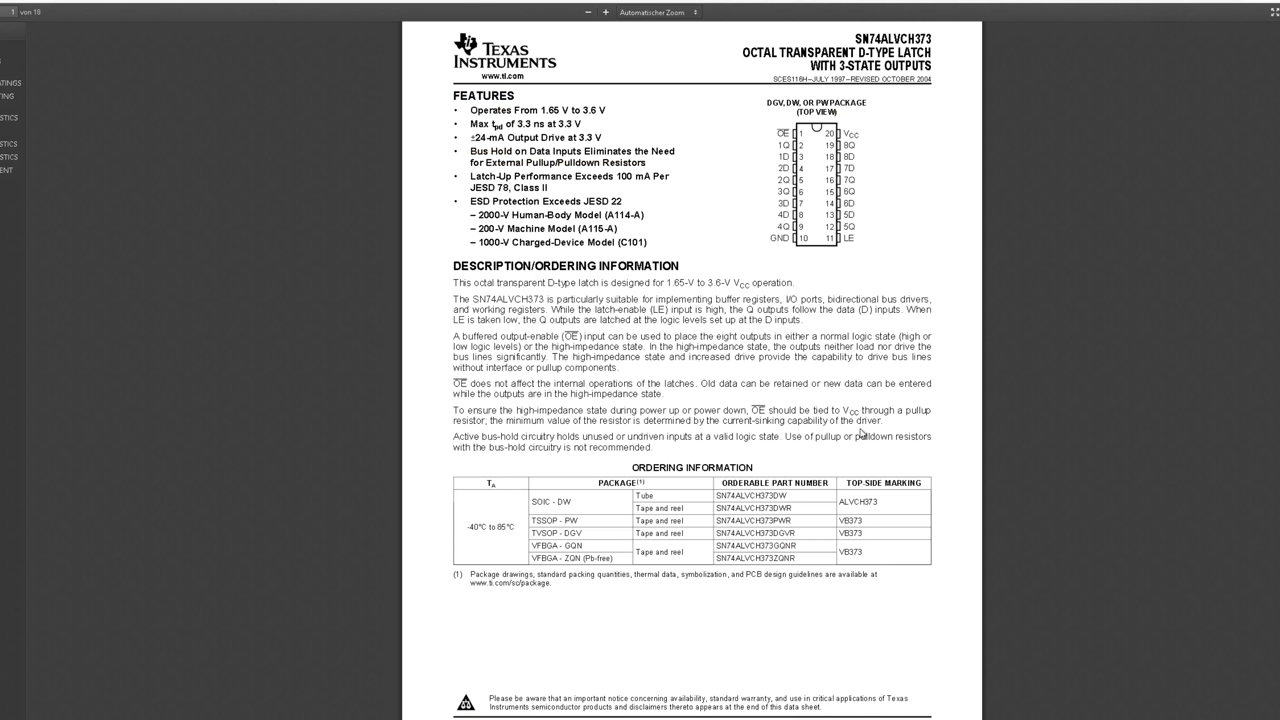 1 von 18
Automatischer Zoom
ATINGS
TING
STICS
STICS
STICS
ENT
TEXAS
INSTRUMENTS
www.ti.com
SN74ALVCH373
OCTAL TRANSPARENT D-TYPE LATCH
WITH 3-STATE OUTPUTS
SCES116H–JULY 1997–REVISED OCTOBER 2004
FEATURES
• Operates From 1.65 V to 3.6 V
• Max tpd of 3.3 ns at 3.3 V
• ±24-mA Output Drive at 3.3 V
• Bus Hold on Data Inputs Eliminates the Need
for External Pullup/Pulldown Resistors
• Latch-Up Performance Exceeds 100 mA Per
JESD 78, Class II
• ESD Protection Exceeds JESD 22
– 2000-V Human-Body Model (A114-A)
– 200-V Machine Model (A115-A)
– 1000-V Charged-Device Model (C101)
DGV, DW, OR PW PACKAGE
(TOP VIEW)
OE 1 20 VCC
1Q 2 19 8Q
1D 3 18 8D
2D 4 17 7D
2Q 5 16 7Q
3Q 6 15 6Q
3D 7 14 6D
4D 8 13 5D
4Q 9 12 5Q
GND 10 11 LE
DESCRIPTION/ORDERING INFORMATION
This octal transparent D-type latch is designed for 1.65-V to 3.6-V VCC operation.
The SN74ALVCH373 is particularly suitable for implementing buffer registers, I/O ports, bidirectional bus drivers,
and working registers. While the latch-enable (LE) input is high, the Q outputs follow the data (D) inputs. When
LE is taken low, the Q outputs are latched at the logic levels set up at the D inputs.
A buffered output-enable (OE) input can be used to place the eight outputs in either a normal logic state (high or
low logic levels) or the high-impedance state. In the high-impedance state, the outputs neither load nor drive the
bus lines significantly. The high-impedance state and increased drive provide the capability to drive bus lines
without interface or pullup components.
OE does not affect the internal operations of the latches. Old data can be retained or new data can be entered
while the outputs are in the high-impedance state.
To ensure the high-impedance state during power up or power down, OE should be tied to VCC through a pullup
resistor; the minimum value of the resistor is determined by the current-sinking capability of the driver.
Active bus-hold circuitry holds unused or undriven inputs at a valid logic state. Use of pullup or pulldown resistors
with the bus-hold circuitry is not recommended.
ORDERING INFORMATION
TA PACKAGE(1) ORDERABLE PART NUMBER TOP-SIDE MARKING
-40°C to 85°C
SOIC - DW Tube SN74ALVCH373DW ALVCH373
Tape and reel SN74ALVCH373DWR
TSSOP - PW Tape and reel SN74ALVCH373PWR VB373
TVSOP - DGV Tape and reel SN74ALVCH373DGVR VB373
VFBGA - GQN Tape and reel SN74ALVCH373GQNR VB373
VFBGA - ZQN (Pb-free) SN74ALVCH373ZQNR
(1) Package drawings, standard packing quantities, thermal data, symbolization, and PCB design guidelines are available at
www.ti.com/sc/package.
Please be aware that an important notice concerning availability, standard warranty, and use in critical applications of Texas
Instruments semiconductor products and disclaimers thereto appears at the end of this data sheet.